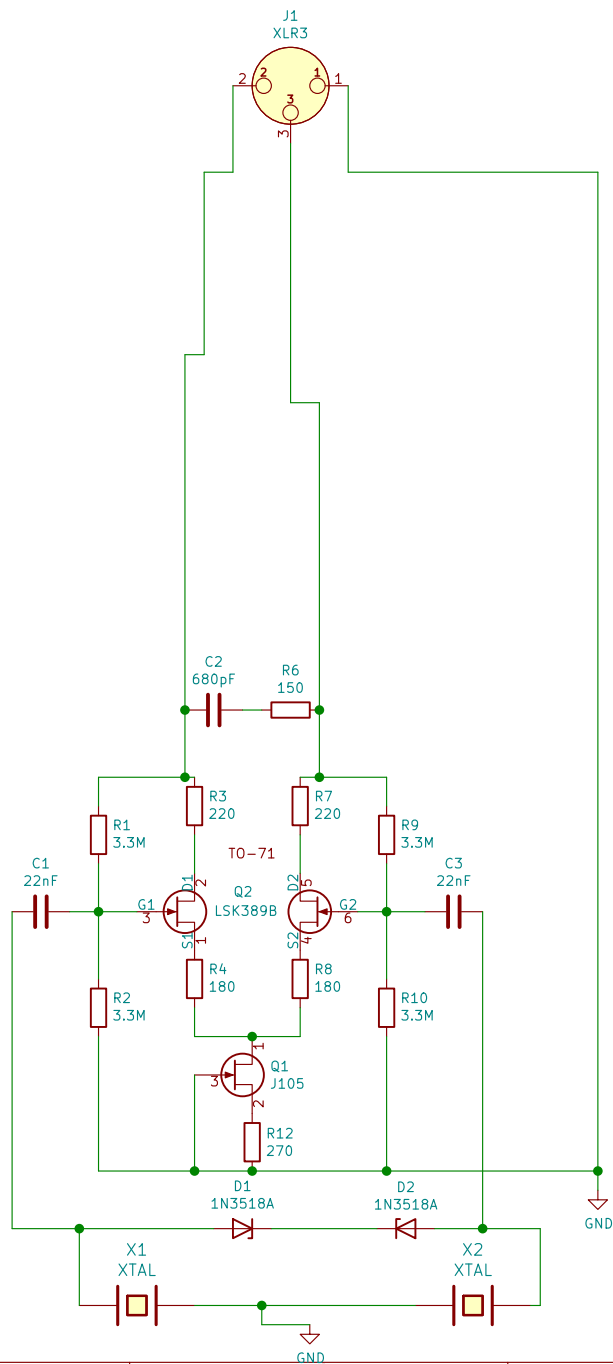 J1
XLR3
2
2
1
1
3
3
C2
680pF
R6
150
R3
220
R7
220
R1
3.3M
R9
3.3M
TO-71
C1
22nF
C3
22nF
D1
2
D2
5
G1
3
Q2
LSK389B
G2
6
S1
1
S2
4
R4
180
R8
180
R2
3.3M
R10
3.3M
1
Q1
J105
3
2
R12
270
D1
1N3518A
D2
1N3518A
GND
X1
XTAL
X2
XTAL
GND